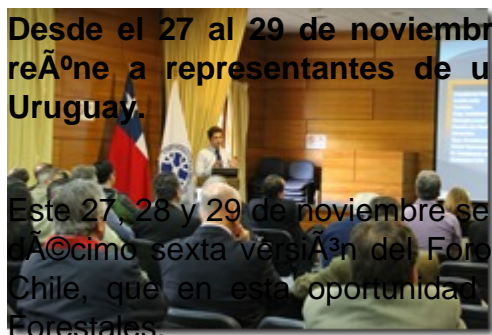 Desde el 27 al 29 de noviembr
reÃºne a representantes de u
Uruguay.
Este 27, 28 y 29 de noviembre se
dÃ©cimo sexta versiÃ³n del Foro
Chile, que en esta oportunidad
Forestales.